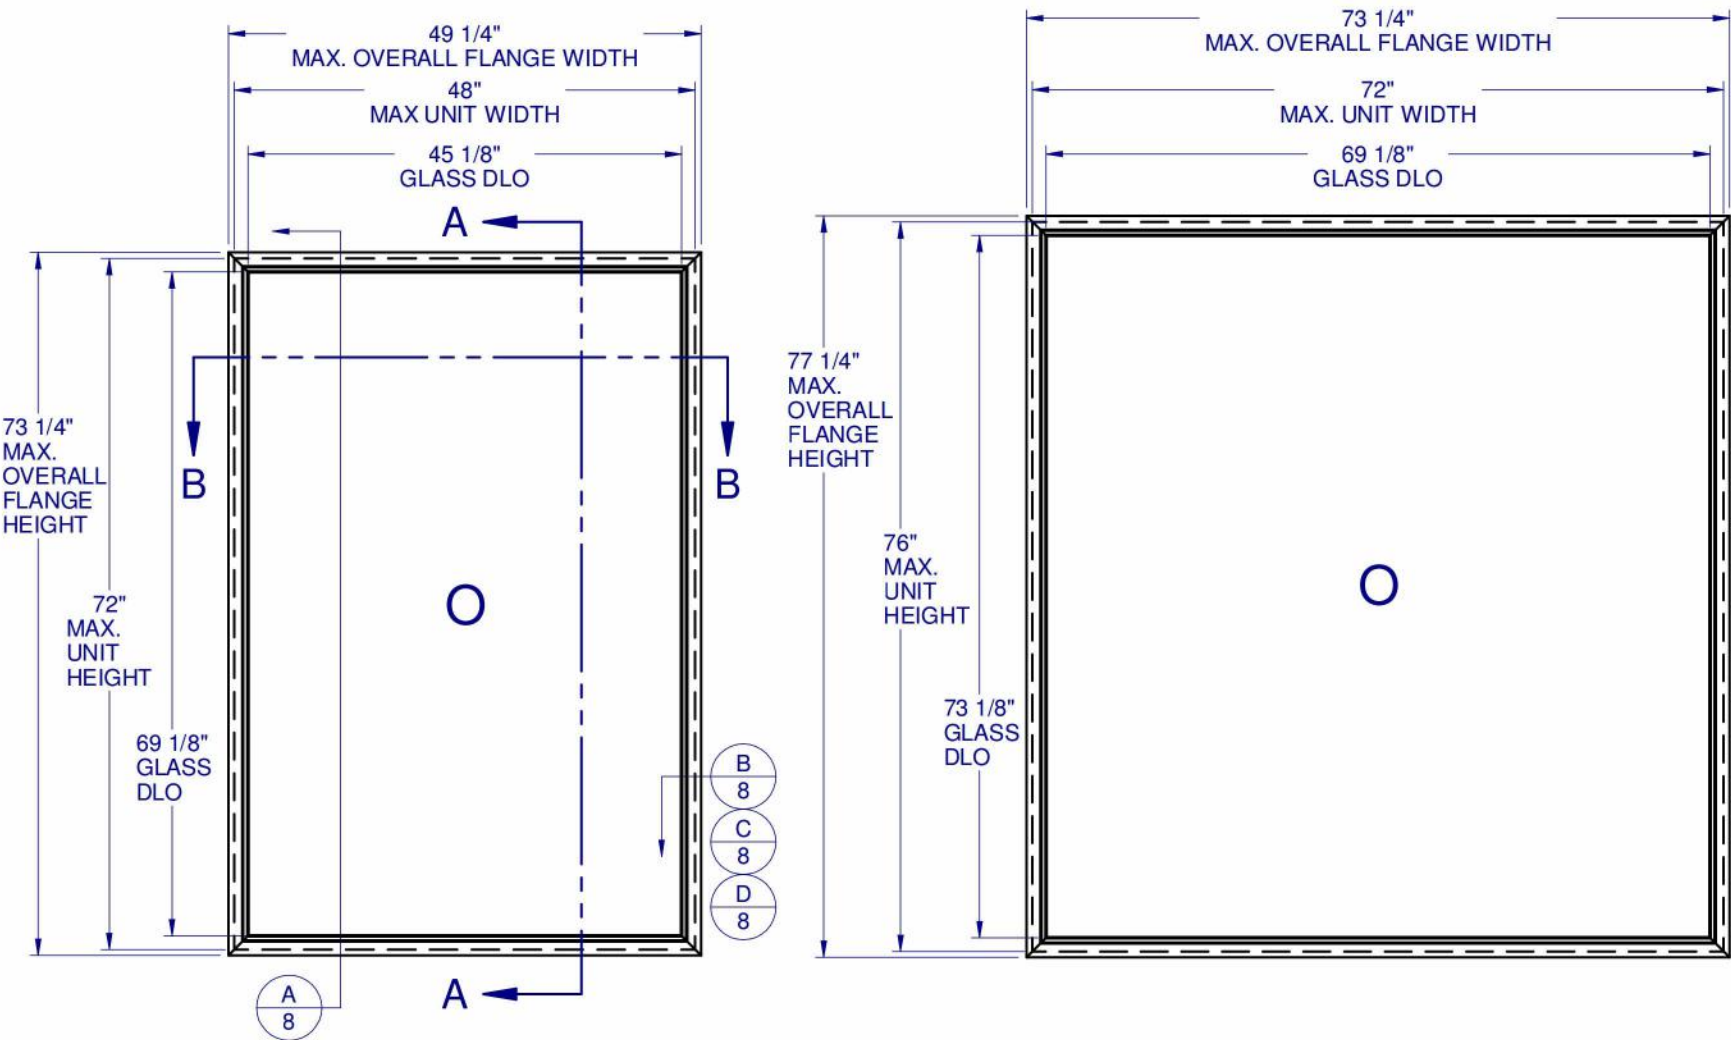 49 1/4"
MAX. OVERALL FLANGE WIDTH
48"
MAX UNIT WIDTH
45 1/8"
GLASS DLO
A
73 1/4"
MAX.
OVERALL
FLANGE
HEIGHT
B
B
72"
MAX.
UNIT
HEIGHT
O
69 1/8"
GLASS
DLO
B
8
C
8
D
8
A
8
A
73 1/4"
MAX. OVERALL FLANGE WIDTH
72"
MAX. UNIT WIDTH
69 1/8"
GLASS DLO
77 1/4"
MAX.
OVERALL
FLANGE
HEIGHT
76"
MAX.
UNIT
HEIGHT
O
73 1/8"
GLASS
DLO